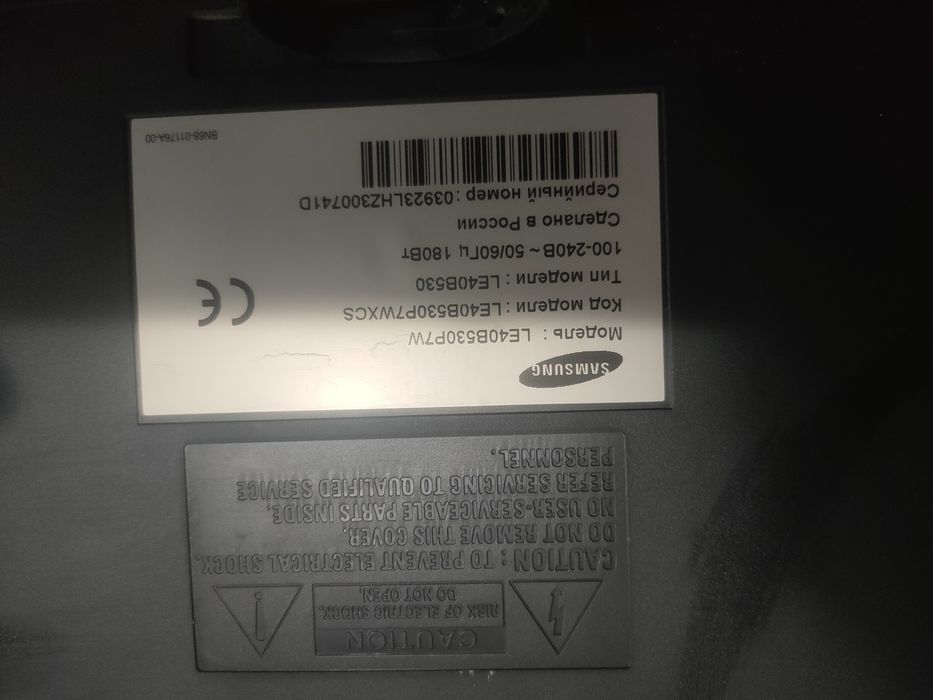 SAMSUNG
Модель : LE40B530P7W
Код модели : LE40B530P7WXCS
Тип модели : LE40B530
100-240В~ 50/60Гц 180Вт
Сделано в России
Серийный номер : 03923LHZ300741D
BN68-01176A-00
CE
CAUTION
RISK OF ELECTRIC SHOCK.
DO NOT OPEN.
CAUTION : TO PREVENT ELECTRICAL SHOCK,
DO NOT REMOVE THIS COVER.
NO USER-SERVICEABLE PARTS INSIDE.
REFER SERVICING TO QUALIFIED SERVICE
PERSONNEL.